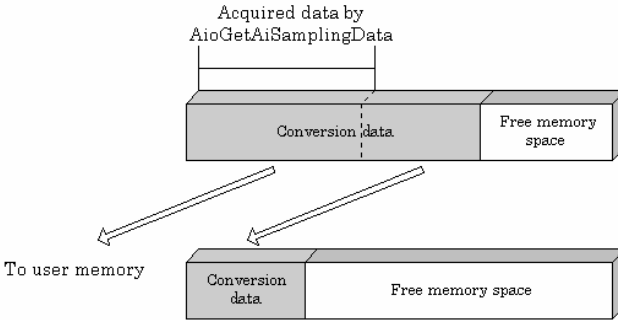 Acquired data by
AioGetAiSamplingData
Conversion data
Free memory
space
To user memory
Conversion
data
Free memory space